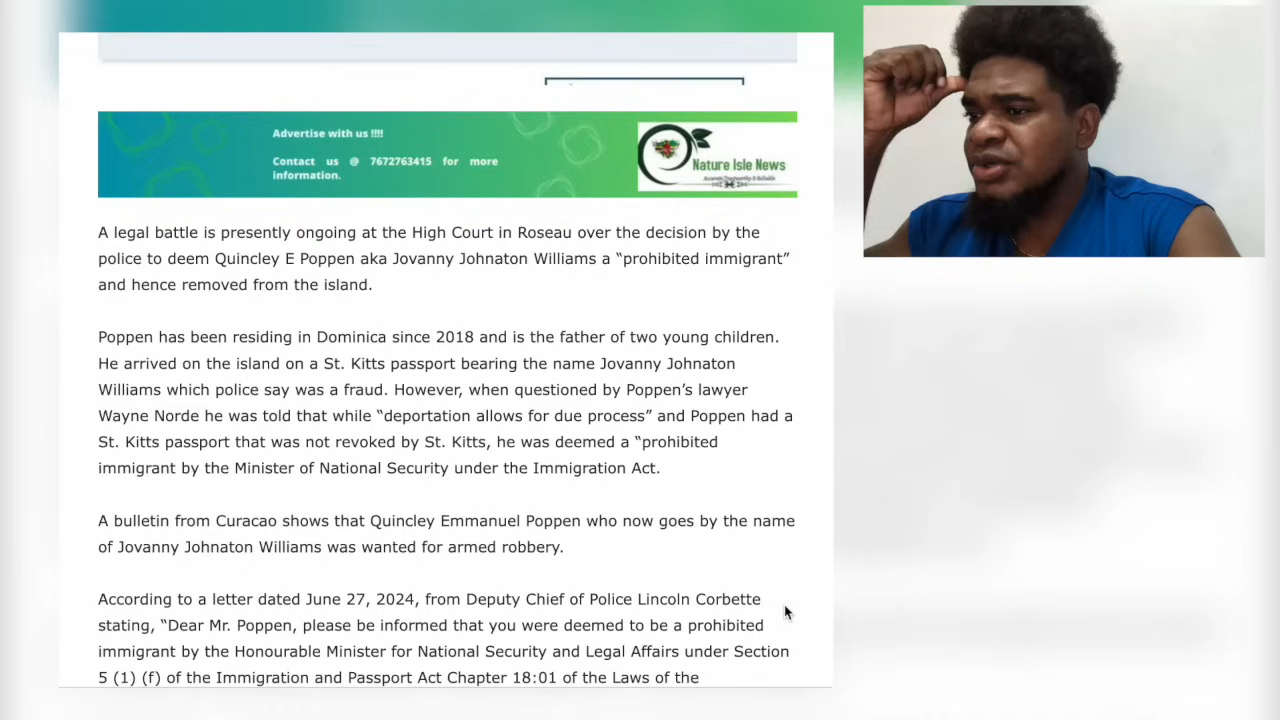 Advertise with us !!!!
Contact us @ 7672763415 for more
information.
Nature Isle News
Accurate Trustworthy & Reliable
A legal battle is presently ongoing at the High Court in Roseau over the decision by the
police to deem Quincley E Poppen aka Jovanny Johnaton Williams a “prohibited immigrant”
and hence removed from the island.
Poppen has been residing in Dominica since 2018 and is the father of two young children.
He arrived on the island on a St. Kitts passport bearing the name Jovanny Johnaton
Williams which police say was a fraud. However, when questioned by Poppen’s lawyer
Wayne Norde he was told that while “deportation allows for due process” and Poppen had a
St. Kitts passport that was not revoked by St. Kitts, he was deemed a “prohibited
immigrant by the Minister of National Security under the Immigration Act.
A bulletin from Curacao shows that Quincley Emmanuel Poppen who now goes by the name
of Jovanny Johnaton Williams was wanted for armed robbery.
According to a letter dated June 27, 2024, from Deputy Chief of Police Lincoln Corbette
stating, “Dear Mr. Poppen, please be informed that you were deemed to be a prohibited
immigrant by the Honourable Minister for National Security and Legal Affairs under Section
5 (1) (f) of the Immigration and Passport Act Chapter 18:01 of the Laws of the